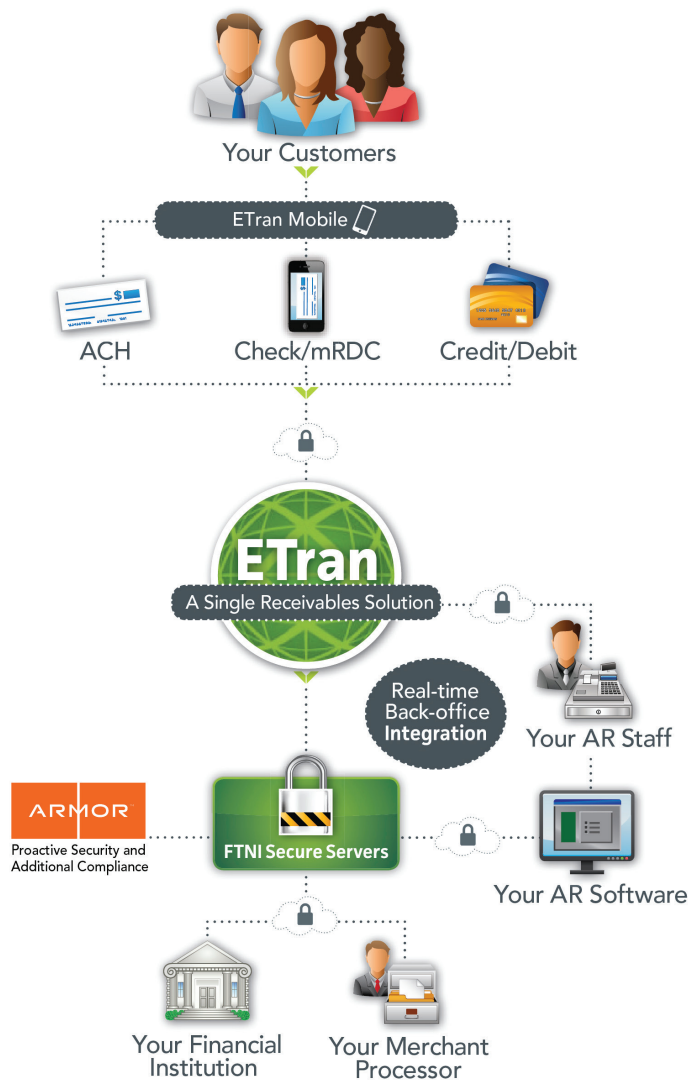 Your Customers
ETran Mobile
$
ACH
Check/mRDC
Credit/Debit
ETran
A Single Receivables Solution
Real-time
Back-office
Integration
Your AR Staff
ARMOR
Proactive Security and
Additional Compliance
FTNI Secure Servers
Your AR Software
Your Financial
Institution
Your Merchant
Processor